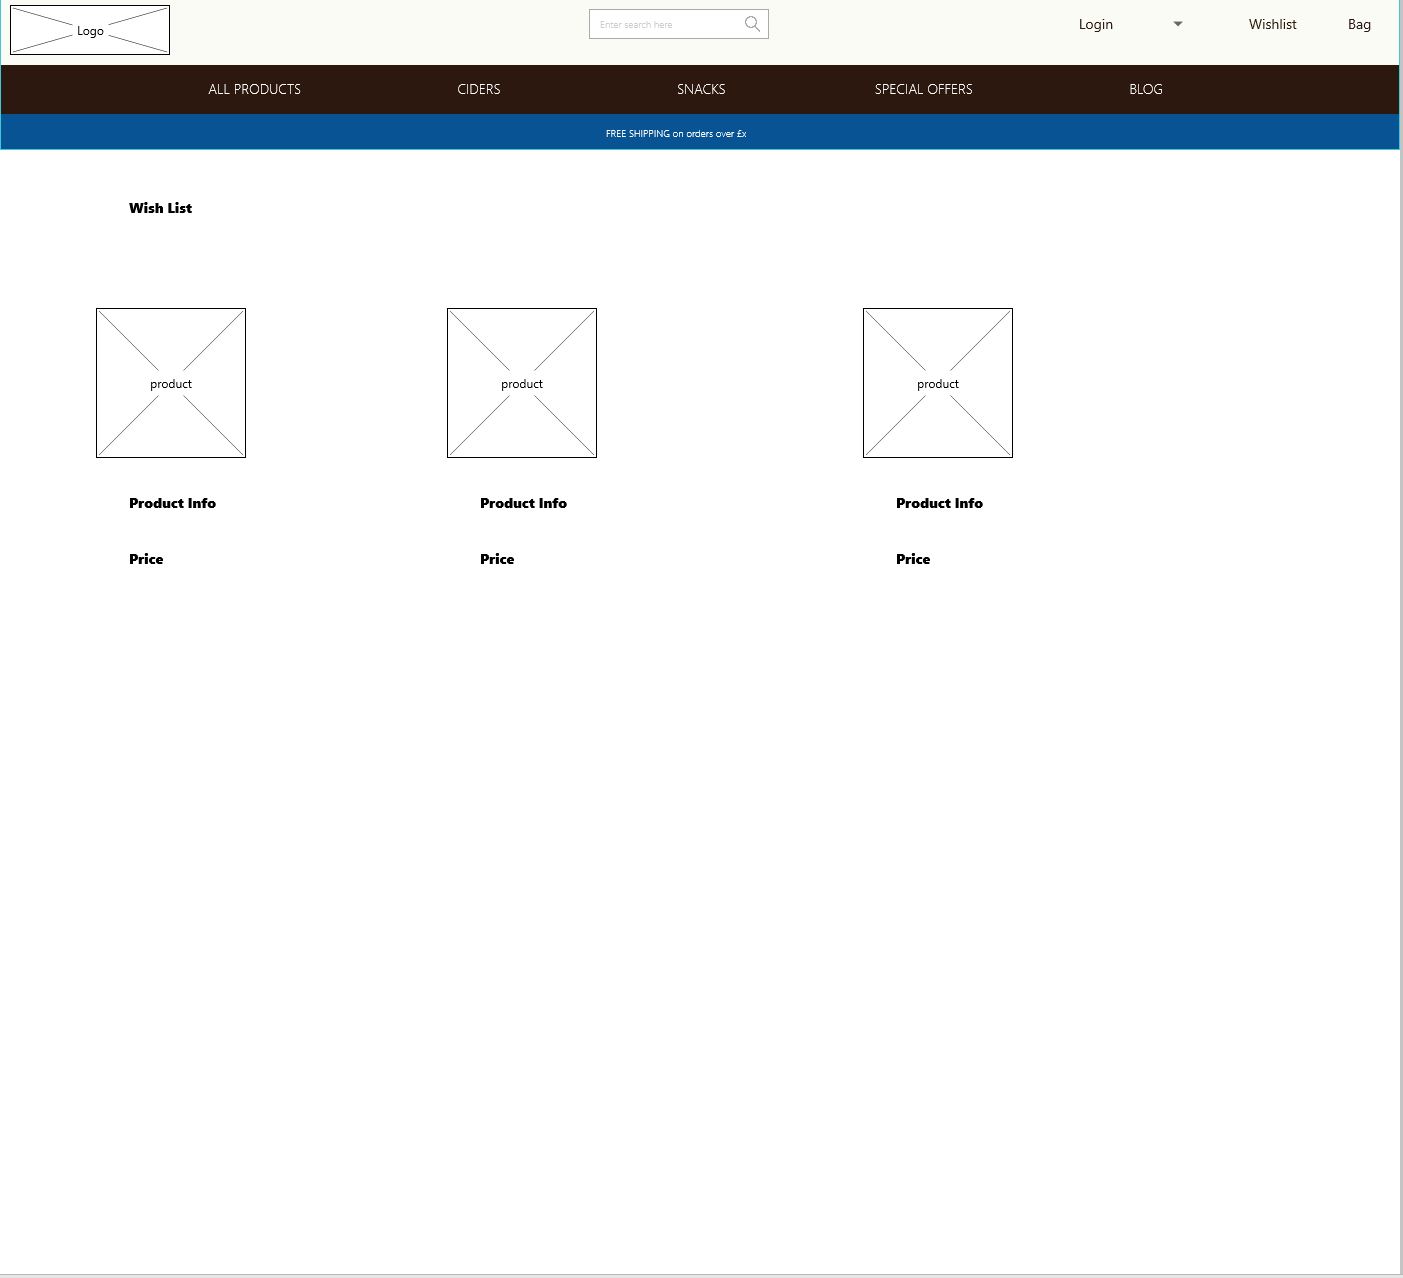 Logo
Enter search here
Login
Wishlist
Bag
ALL PRODUCTS
CIDERS
SNACKS
SPECIAL OFFERS
BLOG
FREE SHIPPING on orders over £x
Wish List
product
product
product
Product Info
Product Info
Product Info
Price
Price
Price